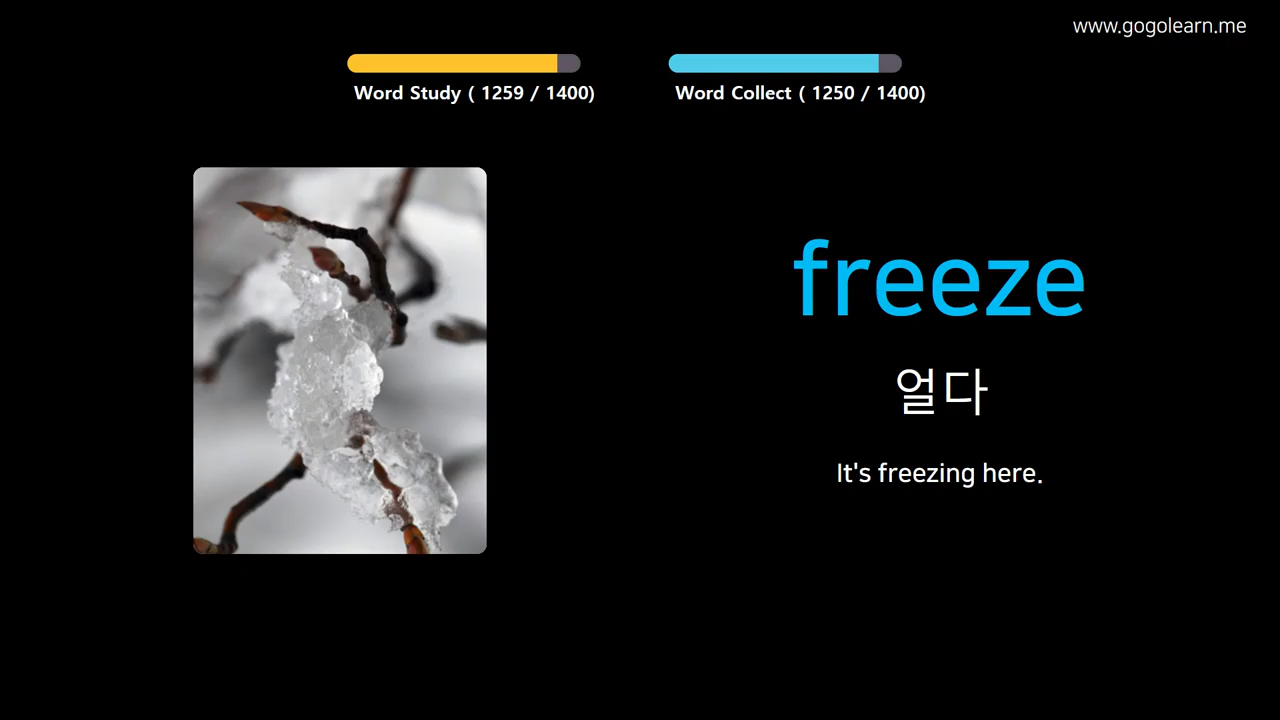 www.gogolearn.me
Word Study ( 1259 / 1400)
Word Collect ( 1250 / 1400)
freeze
얼다
It's freezing here.